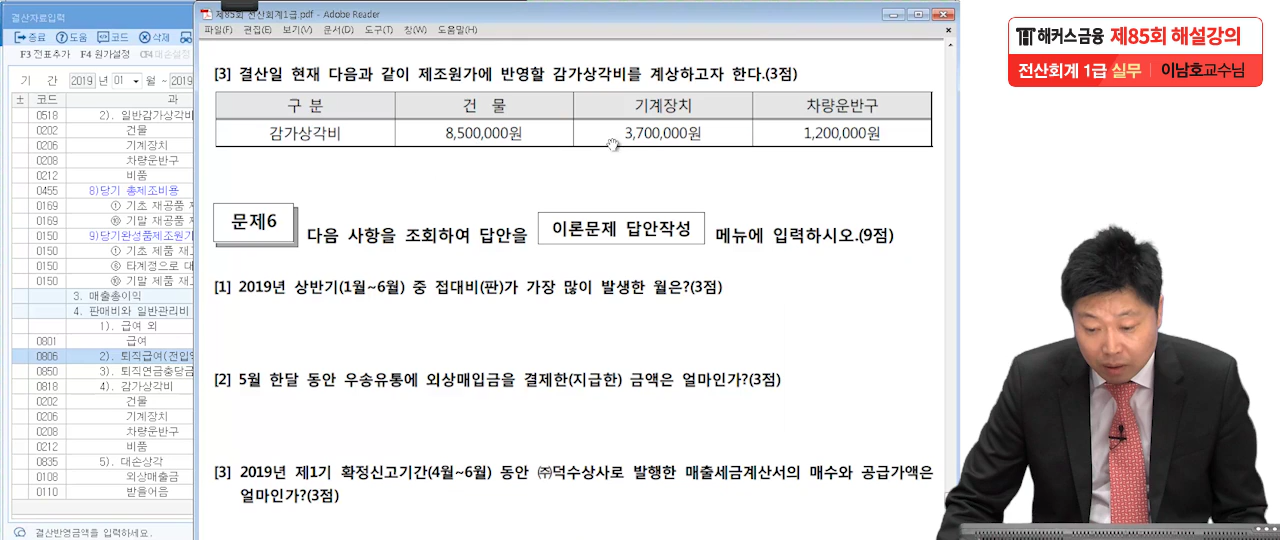 결산자료입력
종료 도움 코드 삭제
F3 전표추가 F4 원가설정 CF4 대손설정
기 간 2019 년 01 월 ~ 2019
± 코드 과
0518 2). 일반감가상각비
0202 건물
0206 기계장치
0208 차량운반구
0212 비품
0455 8)당기 총제조비용
0169 ① 기초 재공품 재
0169 ⑩ 기말 재공품 재
0150 9)당기완성품제조원가
0150 ① 기초 제품 재고
0150 ⑥ 타계정으로 대
0150 ⑩ 기말 제품 재고
3. 매출총이익
4. 판매비와 일반관리비
1). 급여 외
0801 급여
0806 2). 퇴직급여(전입액
0850 3). 퇴직연금충당금
0818 4). 감가상각비
0202 건물
0206 기계장치
0208 차량운반구
0212 비품
0835 5). 대손상각
0108 외상매출금
0110 받을어음
결산반영금액을 입력하세요.
제85회 전산회계1급.pdf - Adobe Reader
파일(F) 편집(E) 보기(V) 문서(D) 도구(T) 창(W) 도움말(H)
[3] 결산일 현재 다음과 같이 제조원가에 반영할 감가상각비를 계상하고자 한다.(3점)
구 분 건 물 기계장치 차량운반구
감가상각비 8,500,000원 3,700,000원 1,200,000원
문제6 다음 사항을 조회하여 답안을 이론문제 답안작성 메뉴에 입력하시오.(9점)
[1] 2019년 상반기(1월~6월) 중 접대비(판)가 가장 많이 발생한 월은?(3점)
[2] 5월 한달 동안 우송유통에 외상매입금을 결제한(지급한) 금액은 얼마인가?(3점)
[3] 2019년 제1기 확정신고기간(4월~6월) 동안 ㈜덕수상사로 발행한 매출세금계산서의 매수와 공급가액은
얼마인가?(3점)
해커스금융 제85회 해설강의
전산회계 1급 실무 이남호교수님